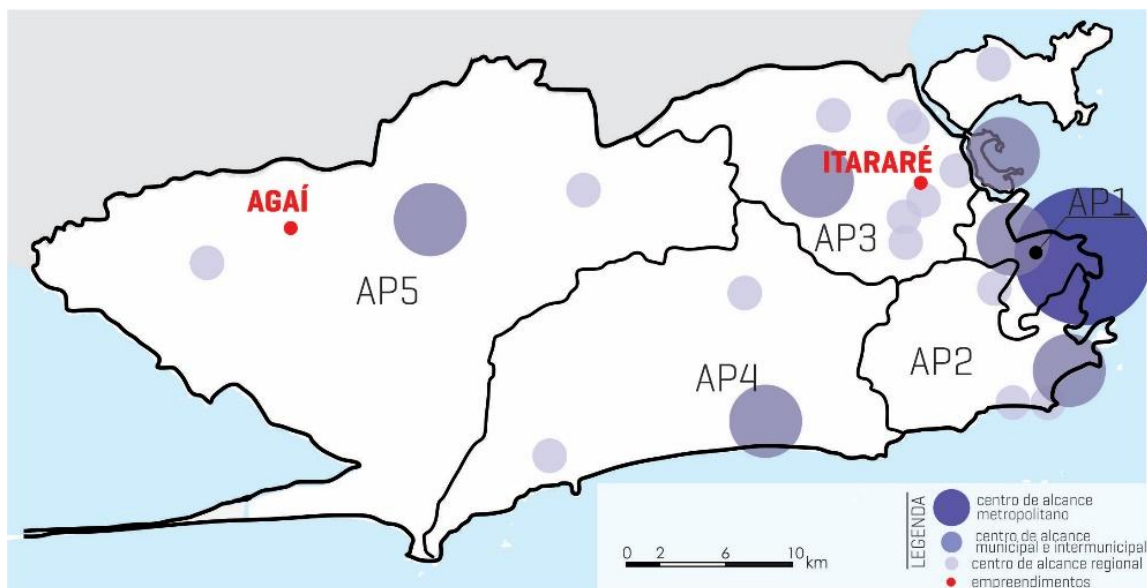 ITARARÉ
AGAÍ
AP1
AP3
AP5
AP2
AP4
LEGENDA
centro de alcance
metropolitano
centro de alcance
municipal e intermunicipal
centro de alcance regional
empreendimentos
0 2 6 10
km